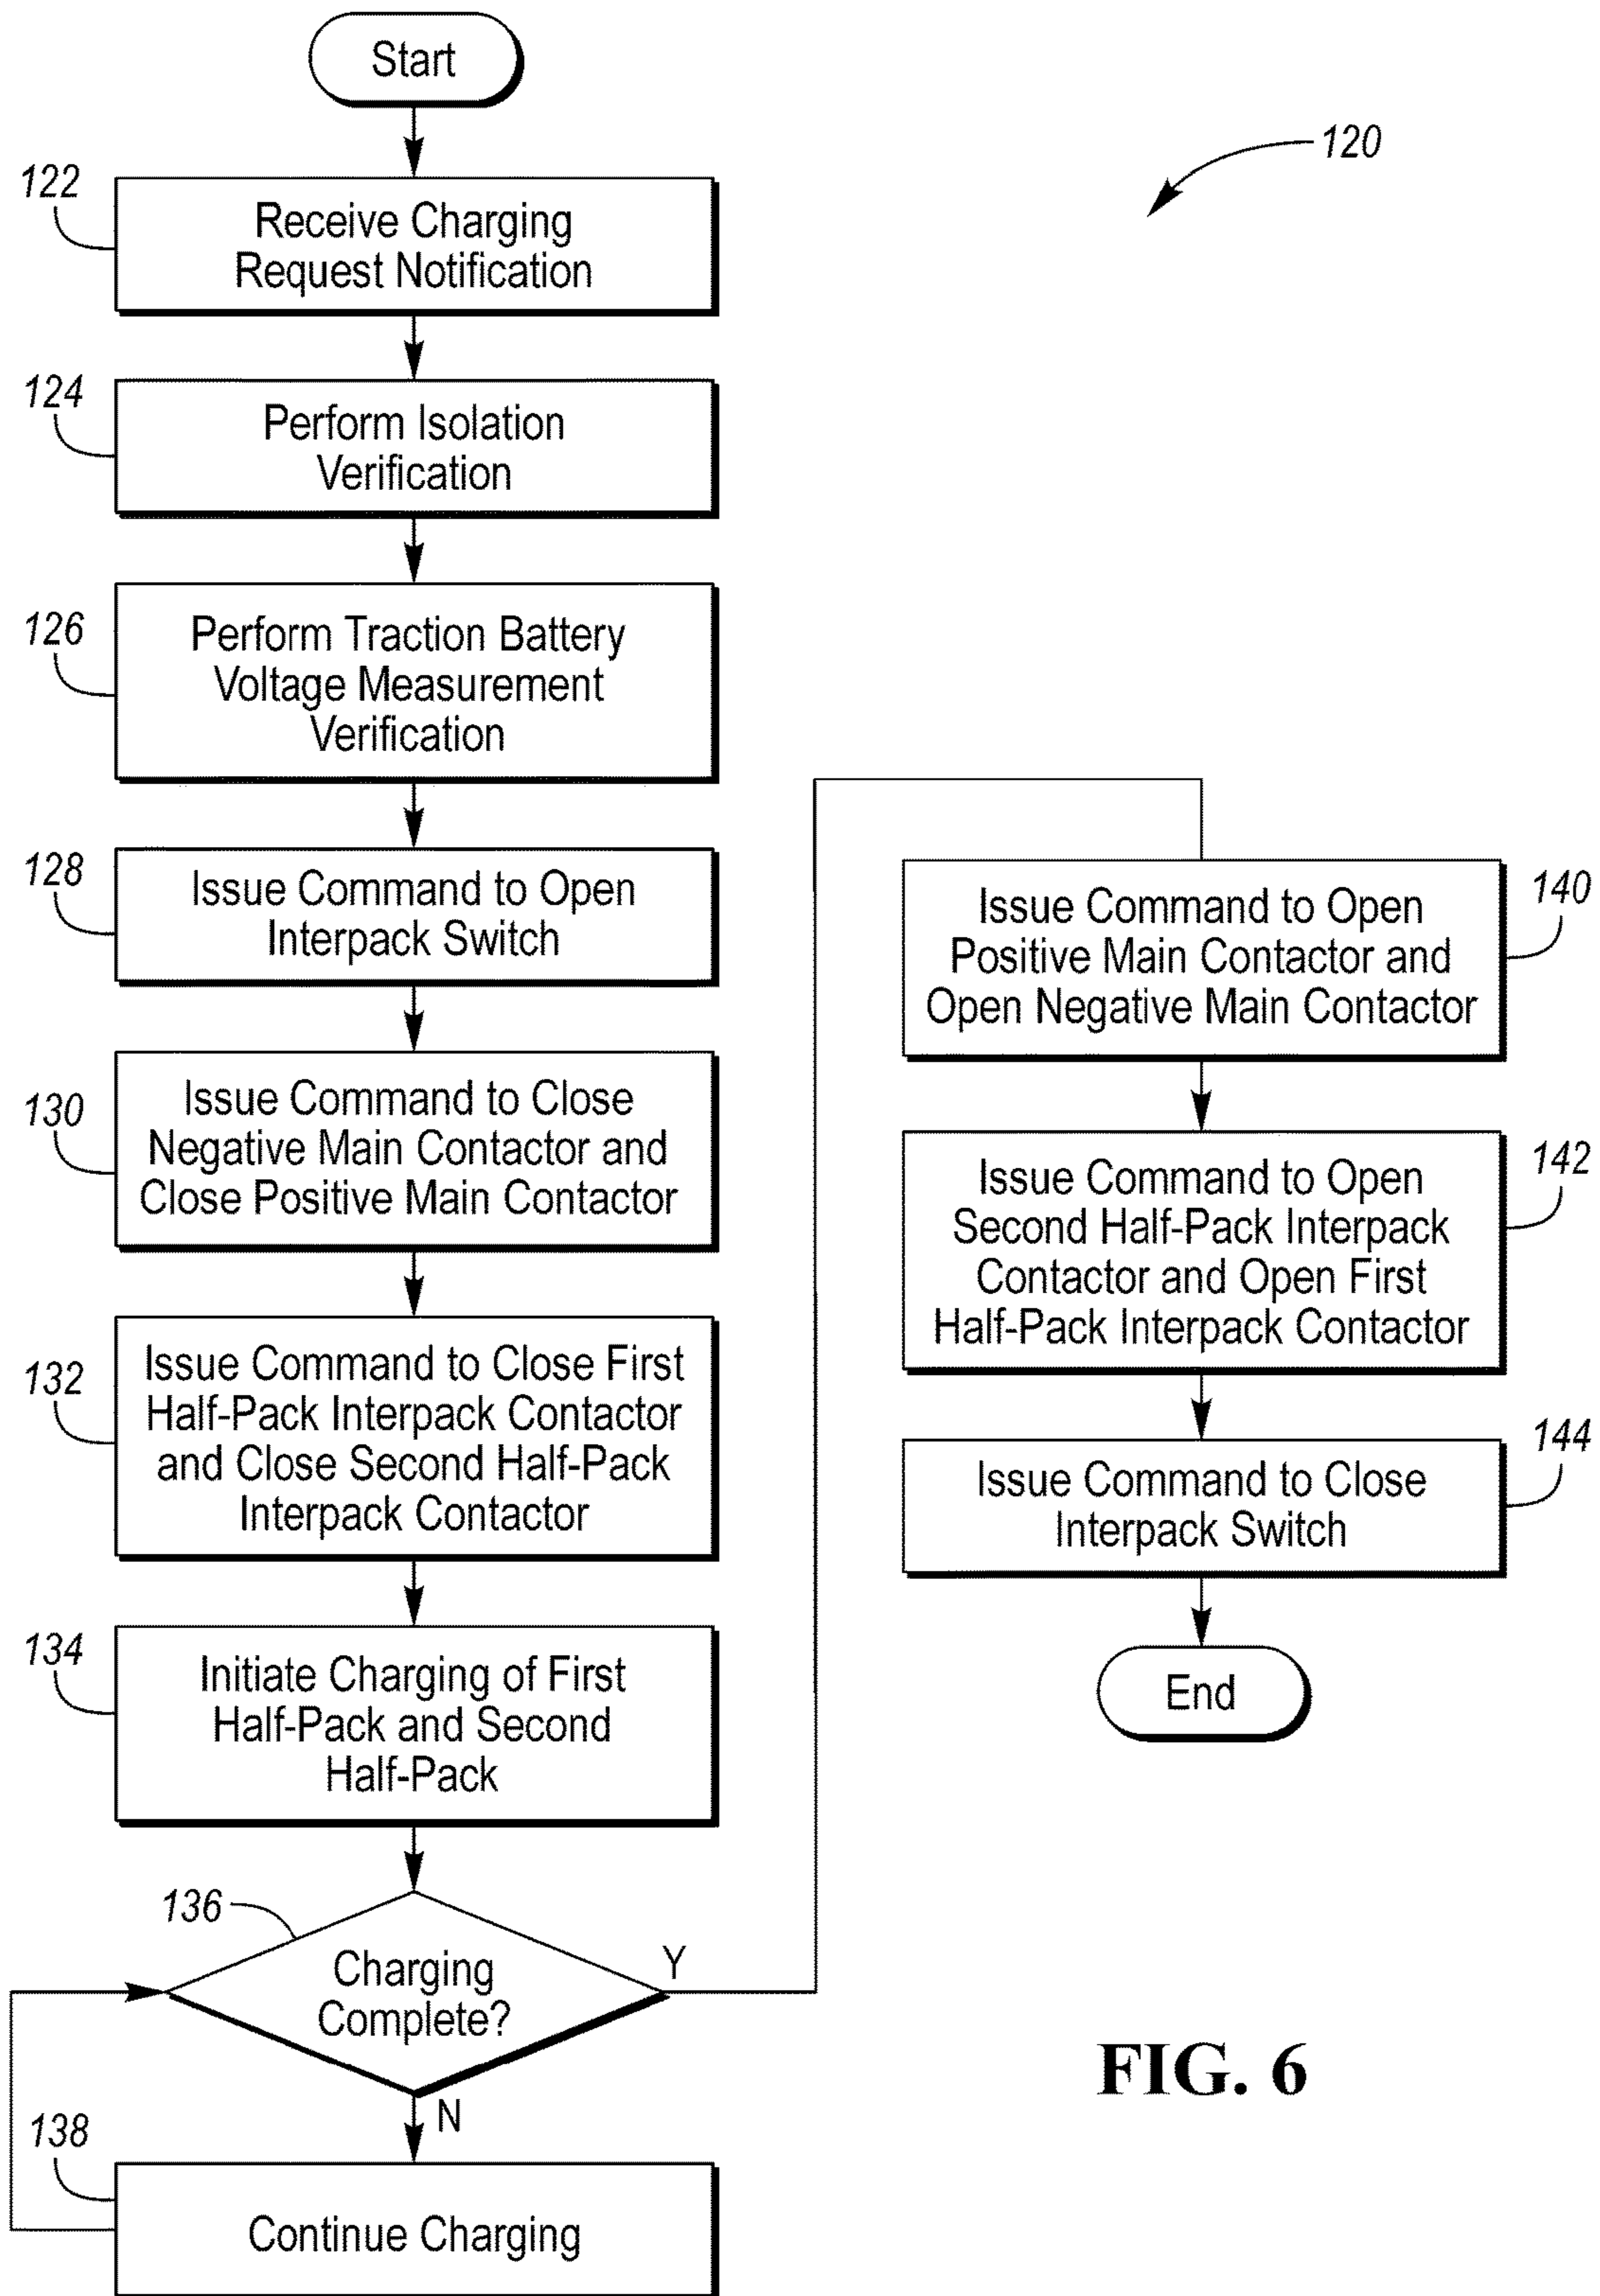 Start
120
122
Receive Charging
Request Notification
124
Perform Isolation
Verification
126
Perform Traction Battery
Voltage Measurement
Verification
128
Issue Command to Open
Interpack Switch
130
Issue Command to Close
Negative Main Contactor and
Close Positive Main Contactor
132
Issue Command to Close First
Half-Pack Interpack Contactor
and Close Second Half-Pack
Interpack Contactor
134
Initiate Charging of First
Half-Pack and Second
Half-Pack
136
Charging
Complete?
Y
N
138
Continue Charging
140
Issue Command to Open
Positive Main Contactor and
Open Negative Main Contactor
142
Issue Command to Open
Second Half-Pack Interpack
Contactor and Open First
Half-Pack Interpack Contactor
144
Issue Command to Close
Interpack Switch
End
FIG. 6